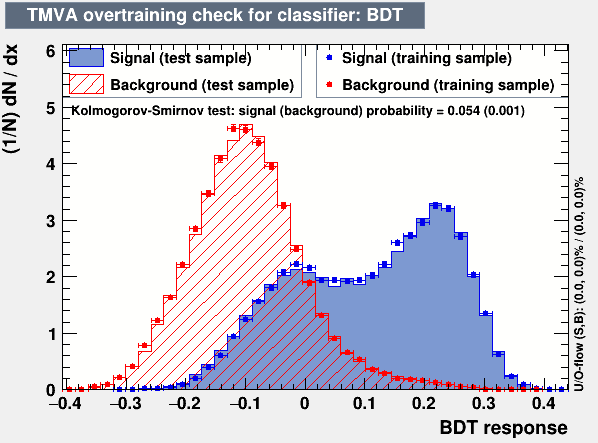 TMVA overtraining check for classifier: BDT
(1/N) dN / dx
Signal (test sample)
Signal (training sample)
Background (test sample)
Background (training sample)
Kolmogorov-Smirnov test: signal (background) probability = 0.054 (0.001)
6
5
4
3
2
1
0
−0.4 −0.3 −0.2 −0.1 0 0.1 0.2 0.3 0.4
BDT response
U/O-flow (S,B): (0.0, 0.0)% / (0.0, 0.0)%